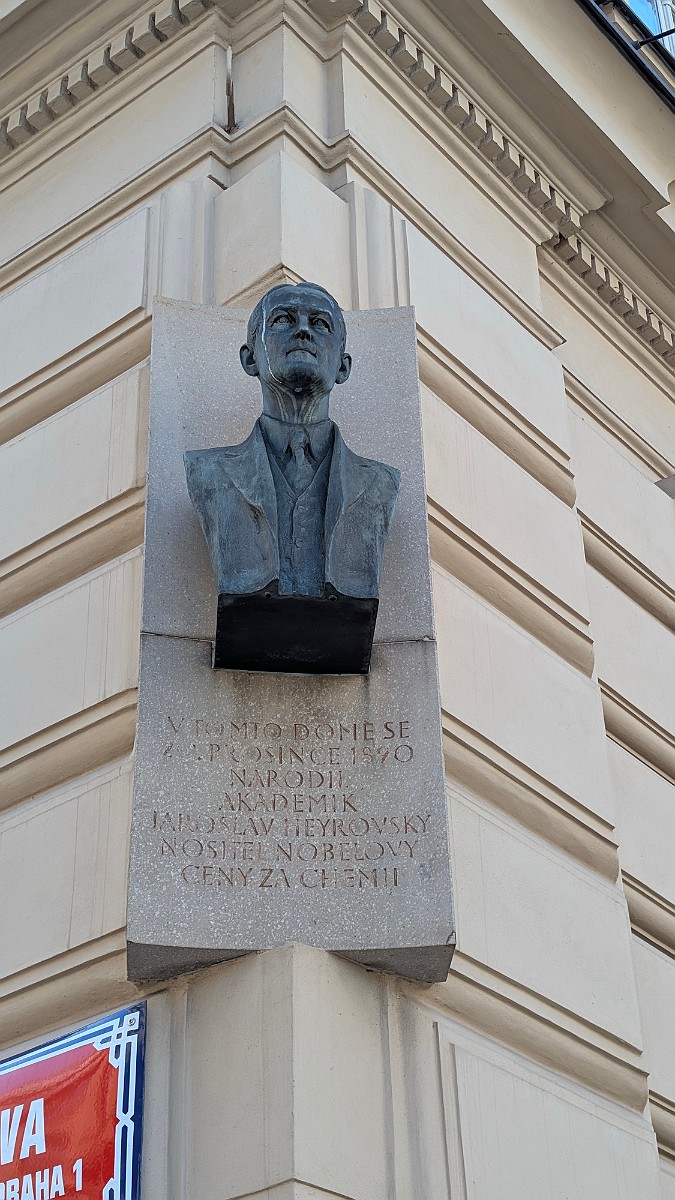 V TOMTO DOMĚ SE
20. PROSINCE 1890
NARODIL
AKADEMIK
JAROSLAV HEYROVSKÝ
NOSITEL NOBELOVY
CENY ZA CHEMII
VA
PRAHA 1